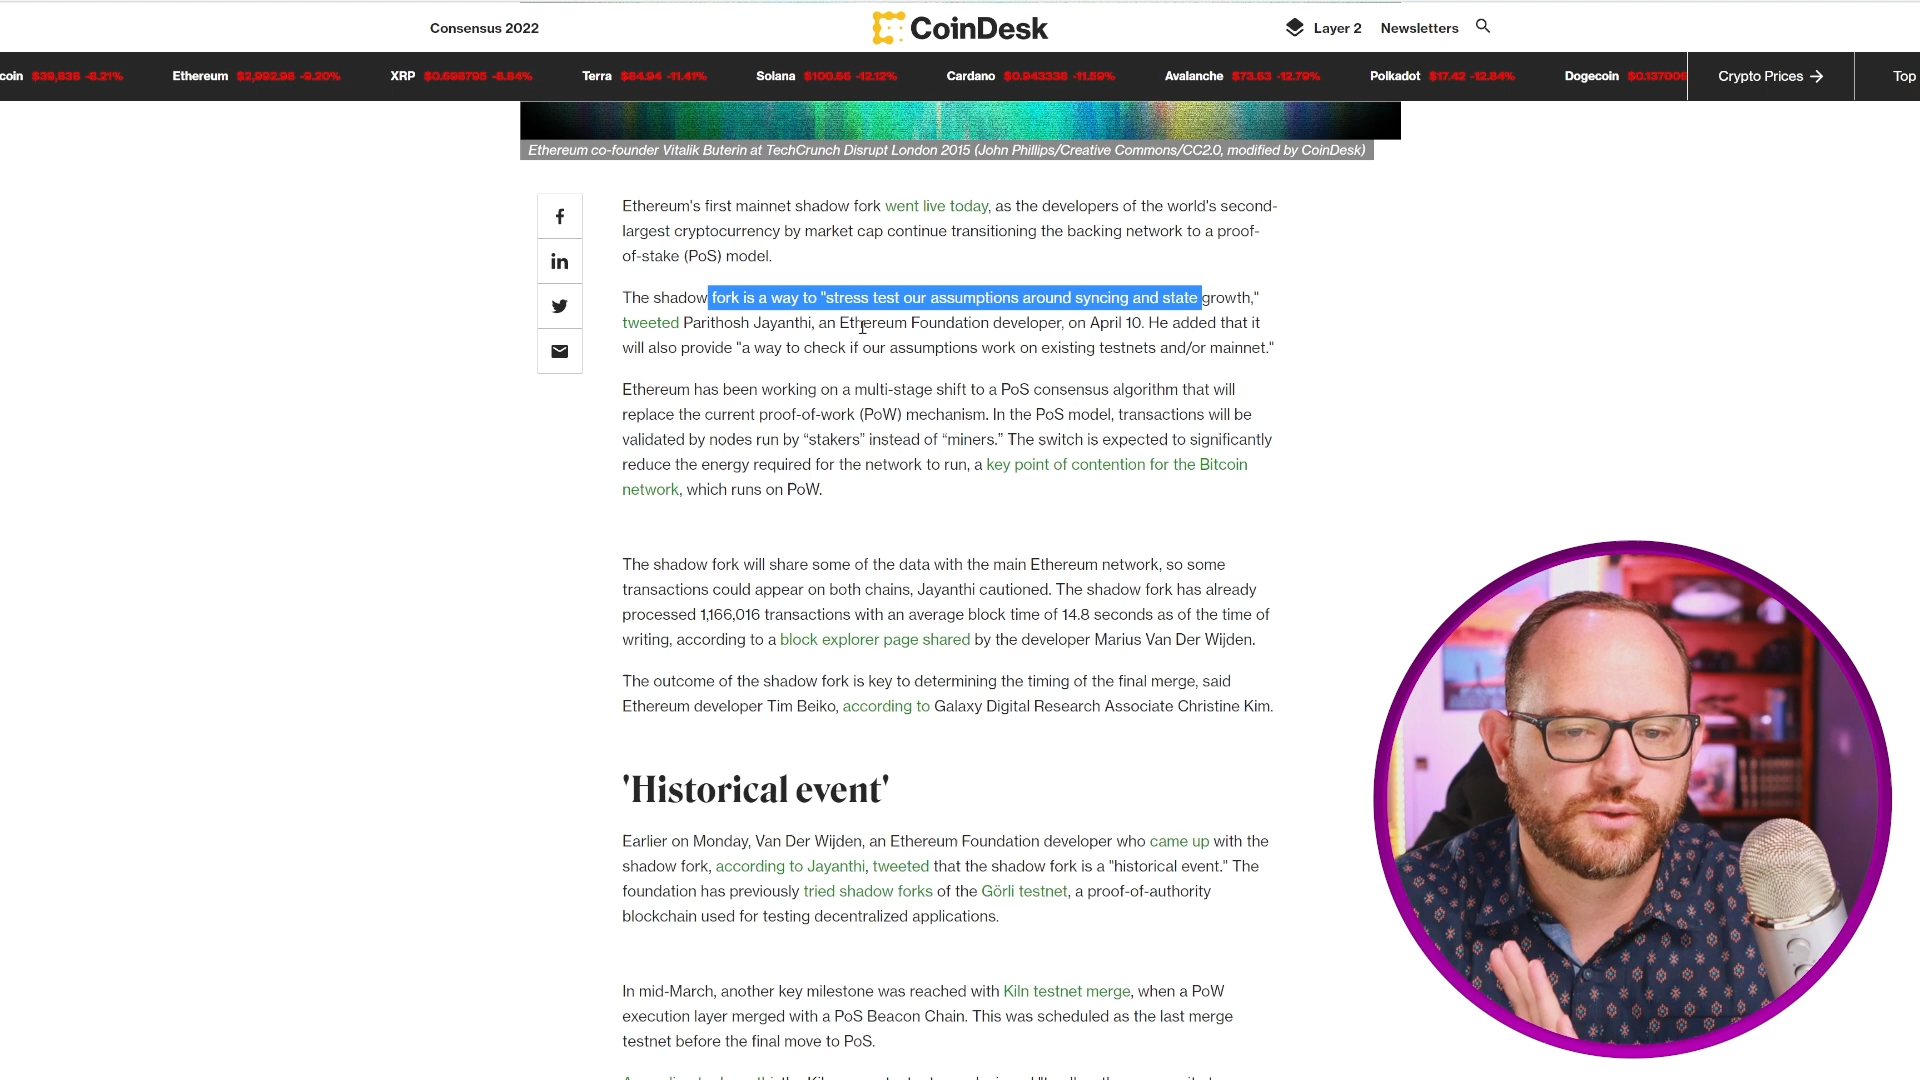 Consensus 2022
CoinDesk
Layer 2
Newsletters
coin $39,838 -8.21%
Ethereum $2,992.98 -9.20%
XRP $0.698795 -8.84%
Terra $84.94 -11.41%
Solana $100.56 -12.12%
Cardano $0.943338 -11.59%
Avalanche $73.53 -12.79%
Polkadot $17.42 -12.84%
Dogecoin
Crypto Prices
Top
Ethereum co-founder Vitalik Buterin at TechCrunch Disrupt London 2015 (John Phillips/Creative Commons/CC2.0, modified by CoinDesk)
Ethereum's first mainnet shadow fork went live today, as the developers of the world's second-
largest cryptocurrency by market cap continue transitioning the backing network to a proof-
of-stake (PoS) model.
The shadow fork is a way to "stress test our assumptions around syncing and state growth,"
tweeted Parithosh Jayanthi, an Ethereum Foundation developer, on April 10. He added that it
will also provide "a way to check if our assumptions work on existing testnets and/or mainnet."
Ethereum has been working on a multi-stage shift to a PoS consensus algorithm that will
replace the current proof-of-work (PoW) mechanism. In the PoS model, transactions will be
validated by nodes run by “stakers” instead of “miners.” The switch is expected to significantly
reduce the energy required for the network to run, a key point of contention for the Bitcoin
network, which runs on PoW.
The shadow fork will share some of the data with the main Ethereum network, so some
transactions could appear on both chains, Jayanthi cautioned. The shadow fork has already
processed 1,166,016 transactions with an average block time of 14.8 seconds as of the time of
writing, according to a block explorer page shared by the developer Marius Van Der Wijden.
The outcome of the shadow fork is key to determining the timing of the final merge, said
Ethereum developer Tim Beiko, according to Galaxy Digital Research Associate Christine Kim.
'Historical event'
Earlier on Monday, Van Der Wijden, an Ethereum Foundation developer who came up with the
shadow fork, according to Jayanthi, tweeted that the shadow fork is a "historical event." The
foundation has previously tried shadow forks of the Görli testnet, a proof-of-authority
blockchain used for testing decentralized applications.
In mid-March, another key milestone was reached with Kiln testnet merge, when a PoW
execution layer merged with a PoS Beacon Chain. This was scheduled as the last merge
testnet before the final move to PoS.